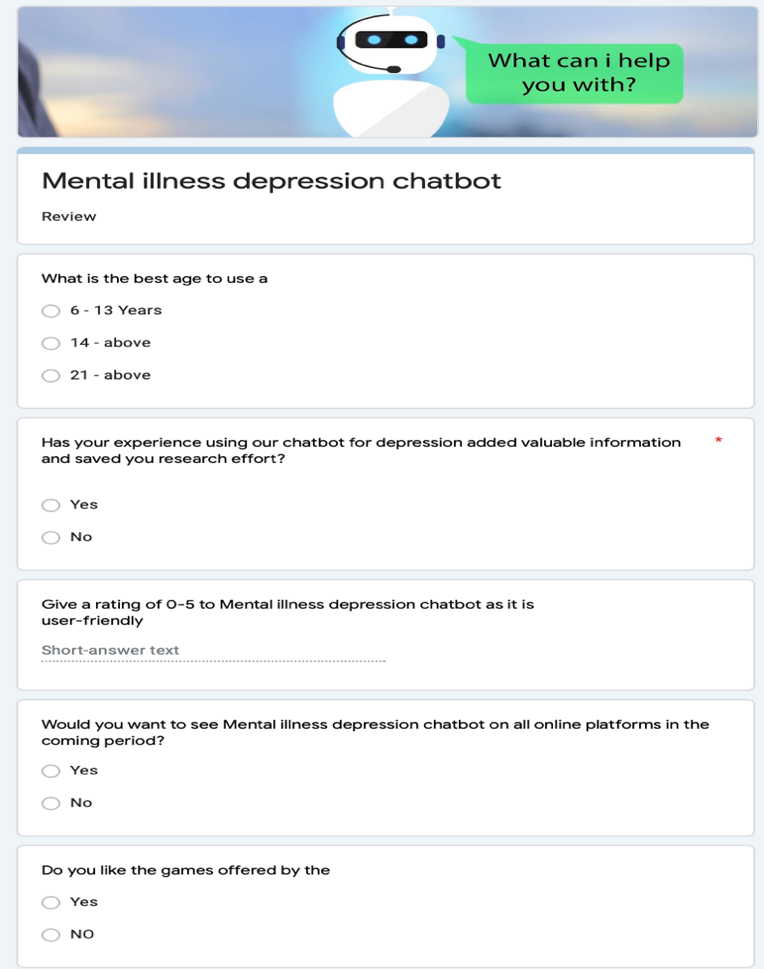 What can i help
you with?
Mental illness depression chatbot
Review
What is the best age to use a
6 - 13 Years
14 - above
21 - above
Has your experience using our chatbot for depression added valuable information *
and saved you research effort?
Yes
No
Give a rating of 0-5 to Mental illness depression chatbot as it is
user-friendly
Short-answer text
Would you want to see Mental illness depression chatbot on all online platforms in the
coming period?
Yes
No
Do you like the games offered by the
Yes
NO